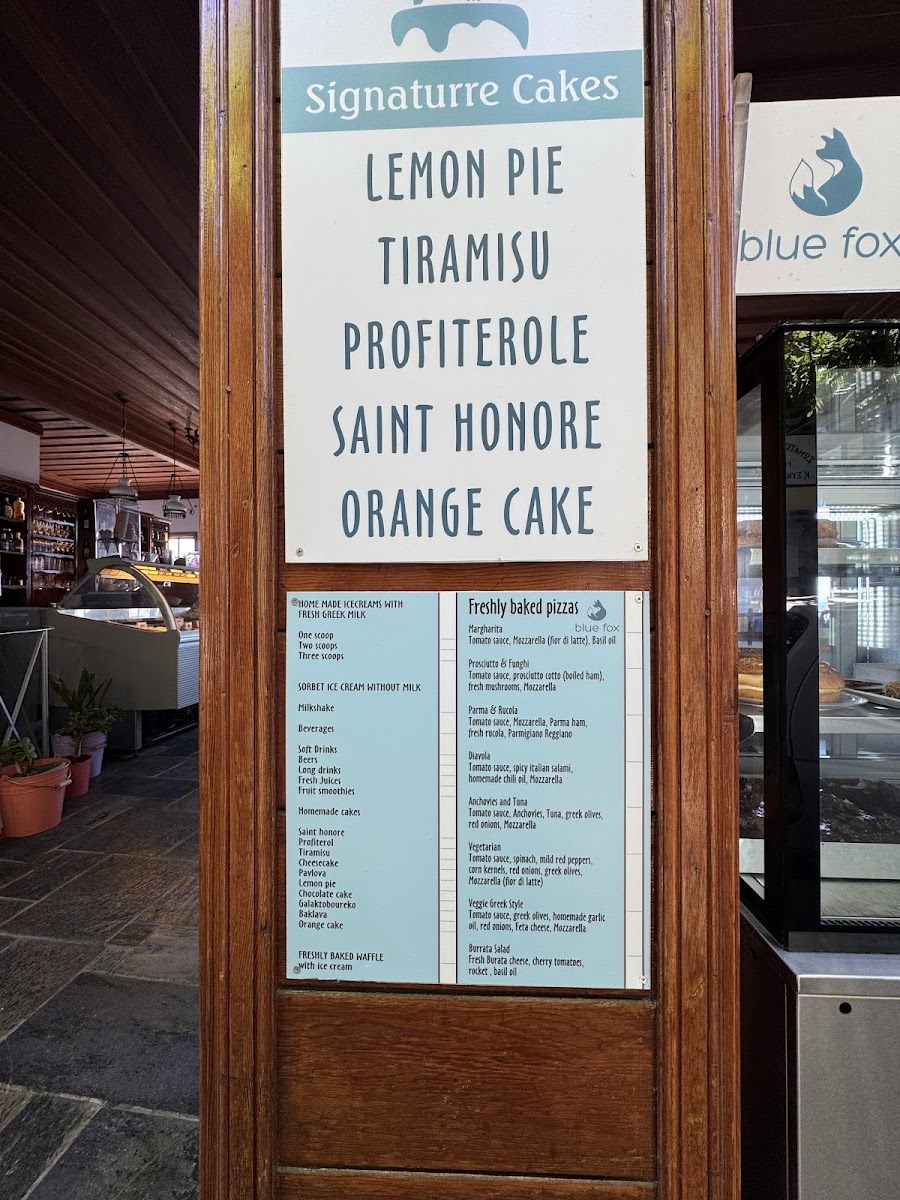 Signaturre Cakes
LEMON PIE
TIRAMISU
PROFITEROLE
SAINT HONORE
ORANGE CAKE
blue fox
HOME MADE ICECREAMS WITH
FRESH GREEK MILK
One scoop
Two scoops
Three scoops
SORBET ICE CREAM WITHOUT MILK
Milkshake
Beverages
Soft Drinks
Beers
Long drinks
Fresh Juices
Fruit smoothies
Homemade cakes
Saint honore
Profiterol
Tiramisu
Cheesecake
Pavlova
Lemon pie
Chocolate cake
Galaktoboureko
Baklava
Orange cake
FRESHLY BAKED WAFFLE
with ice cream
Freshly baked pizzas
blue fox
Margharita
Tomato sauce, Mozzarella (fior di latte), Basil oil
Prosciutto & Funghi
Tomato sauce, prosciutto cotto (boiled ham),
fresh mushrooms, Mozzarella
Parma & Rucola
Tomato sauce, Mozzarella, Parma ham,
fresh rucola, Parmigiano Reggiano
Diavola
Tomato sauce, spicy italian salami,
homemade chili oil, Mozzarella
Anchovies and Tuna
Tomato sauce, Anchovies, Tuna, greek olives,
red onions, Mozzarella
Vegetarian
Tomato sauce, spinach, mild red peppers,
corn kernels, red onions, greek olives,
Mozzarella (fior di latte)
Veggie Greek Style
Tomato sauce, greek olives, homemade garlic
oil, red onions, Feta cheese, Mozzarella
Burrata Salad
Fresh Burata cheese, cherry tomatoes,
rocket , basil oil